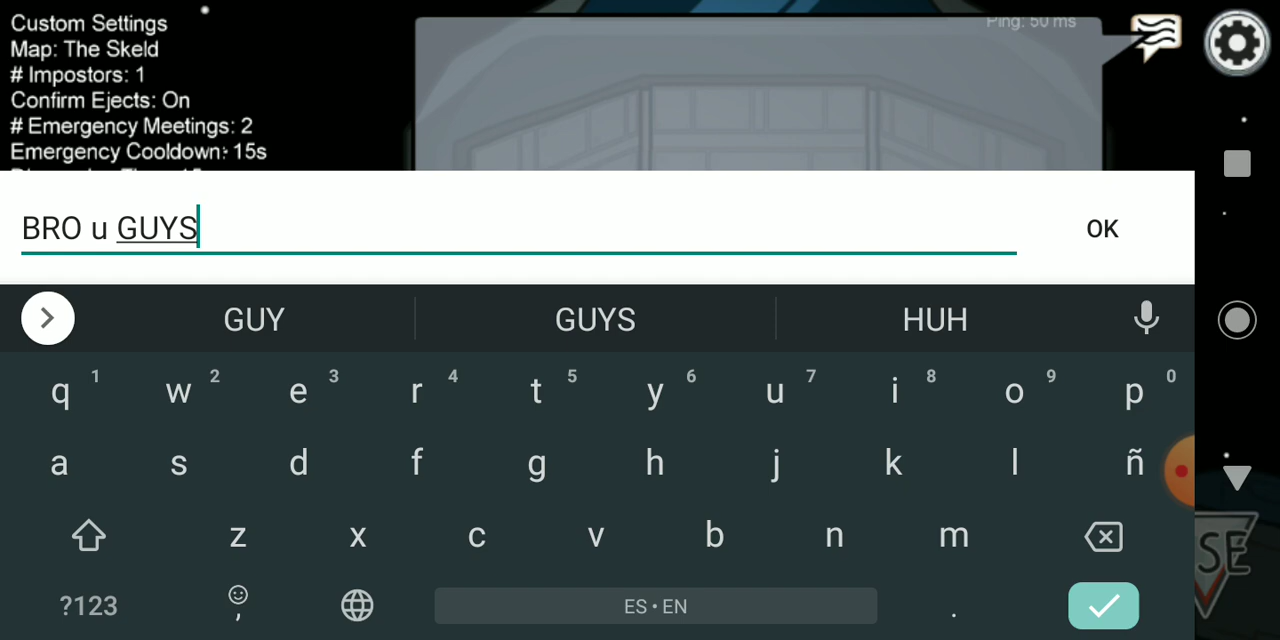 Custom Settings
Map: The Skeld
# Impostors: 1
Confirm Ejects: On
# Emergency Meetings: 2
Emergency Cooldown: 15s
Ping: 50 ms
BRO u GUYS
OK
GUY GUYS HUH
q 1 w 2 e 3 r 4 t 5 y 6 u 7 i 8 o 9 p 0
a s d f g h j k l ñ
z x c v b n m
?123 , ES • EN .
SE